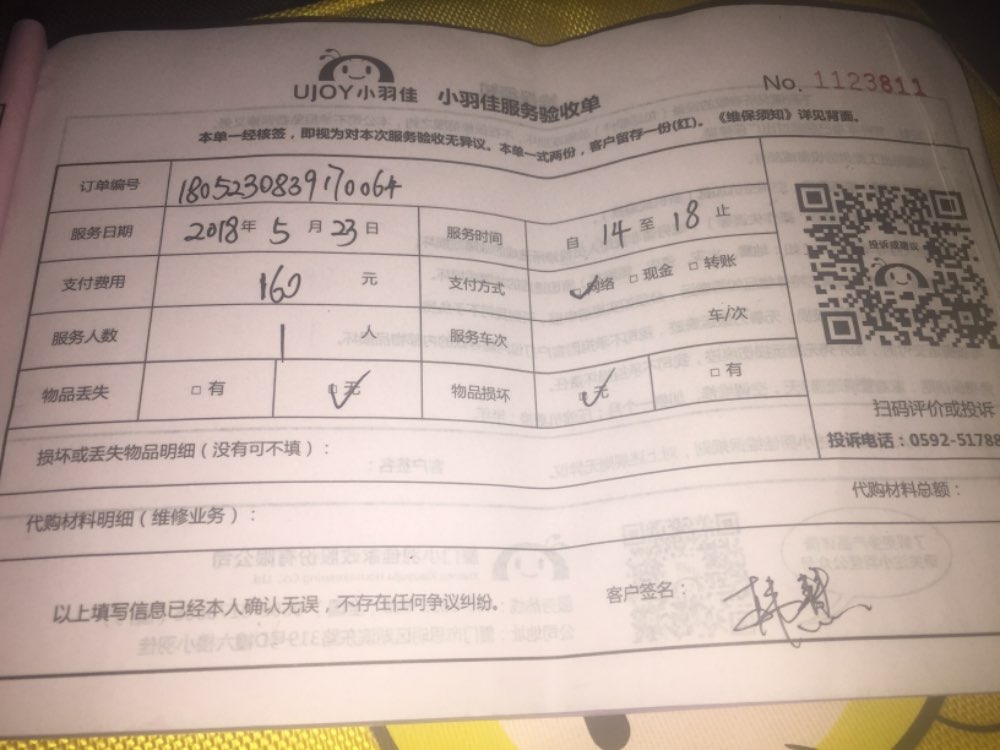 UJOY小羽佳 小羽佳服务验收单 No. 1123811
本单一经核签，即视为对本次服务验收无异议。本单一式两份，客户留存一份(红)。《维保须知》详见背面。
订单编号 1805230839170064
服务日期 2018年 5 月 23 日 服务时间 自 14 至 18 止
支付费用 160 元 支付方式 ☑网络 □现金 □转账
服务人数 1 人 服务车次 车/次
物品丢失 □有 ☑无 物品损坏 ☑无 □有
投诉或建议
扫码评价或投诉
投诉电话：0592-51788
损坏或丢失物品明细（没有可不填）：
代购材料明细（维修业务）： 代购材料总额：
以上填写信息已经本人确认无误，不存在任何争议纠纷。 客户签名：